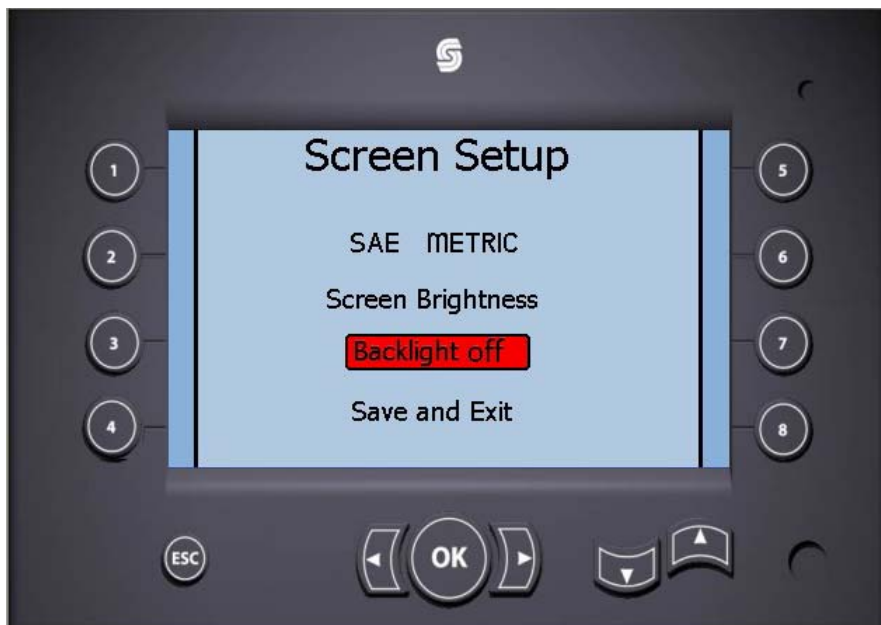 Screen Setup
1
5
SAE METRIC
2
6
Screen Brightness
Backlight off
3
7
Save and Exit
4
8
ESC
OK